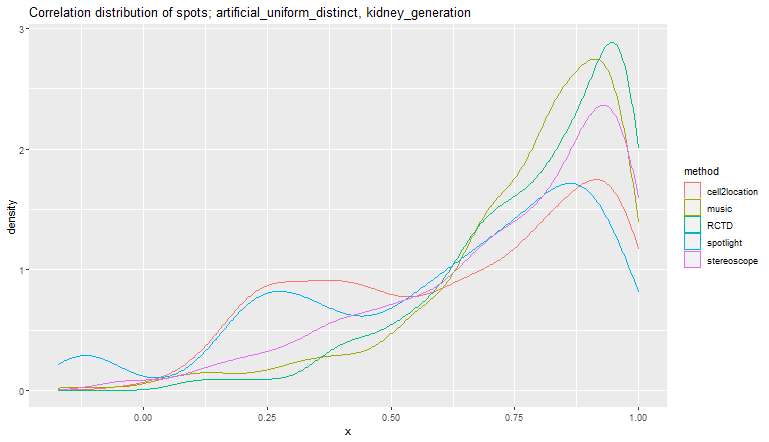 Correlation distribution of spots; artificial_uniform_distinct, kidney_generation
3
2
1
0
density
0.00
0.25
0.50
0.75
1.00
x
method
cell2location
music
RCTD
spotlight
stereoscope